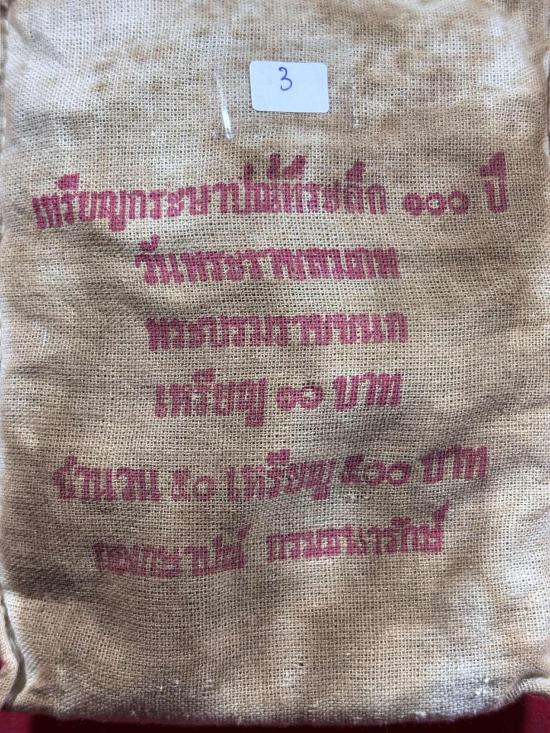 3
เหรียญกระษาปณ์ที่ระลึก ๑๐๐ ปี
วันพระราชสมภพ
พระบรมราชชนก
เหรียญ ๑๐ บาท
จำนวน ๕๐ เหรียญ ๕๐๐ บาท
กองกษาปณ์ กรมธนารักษ์